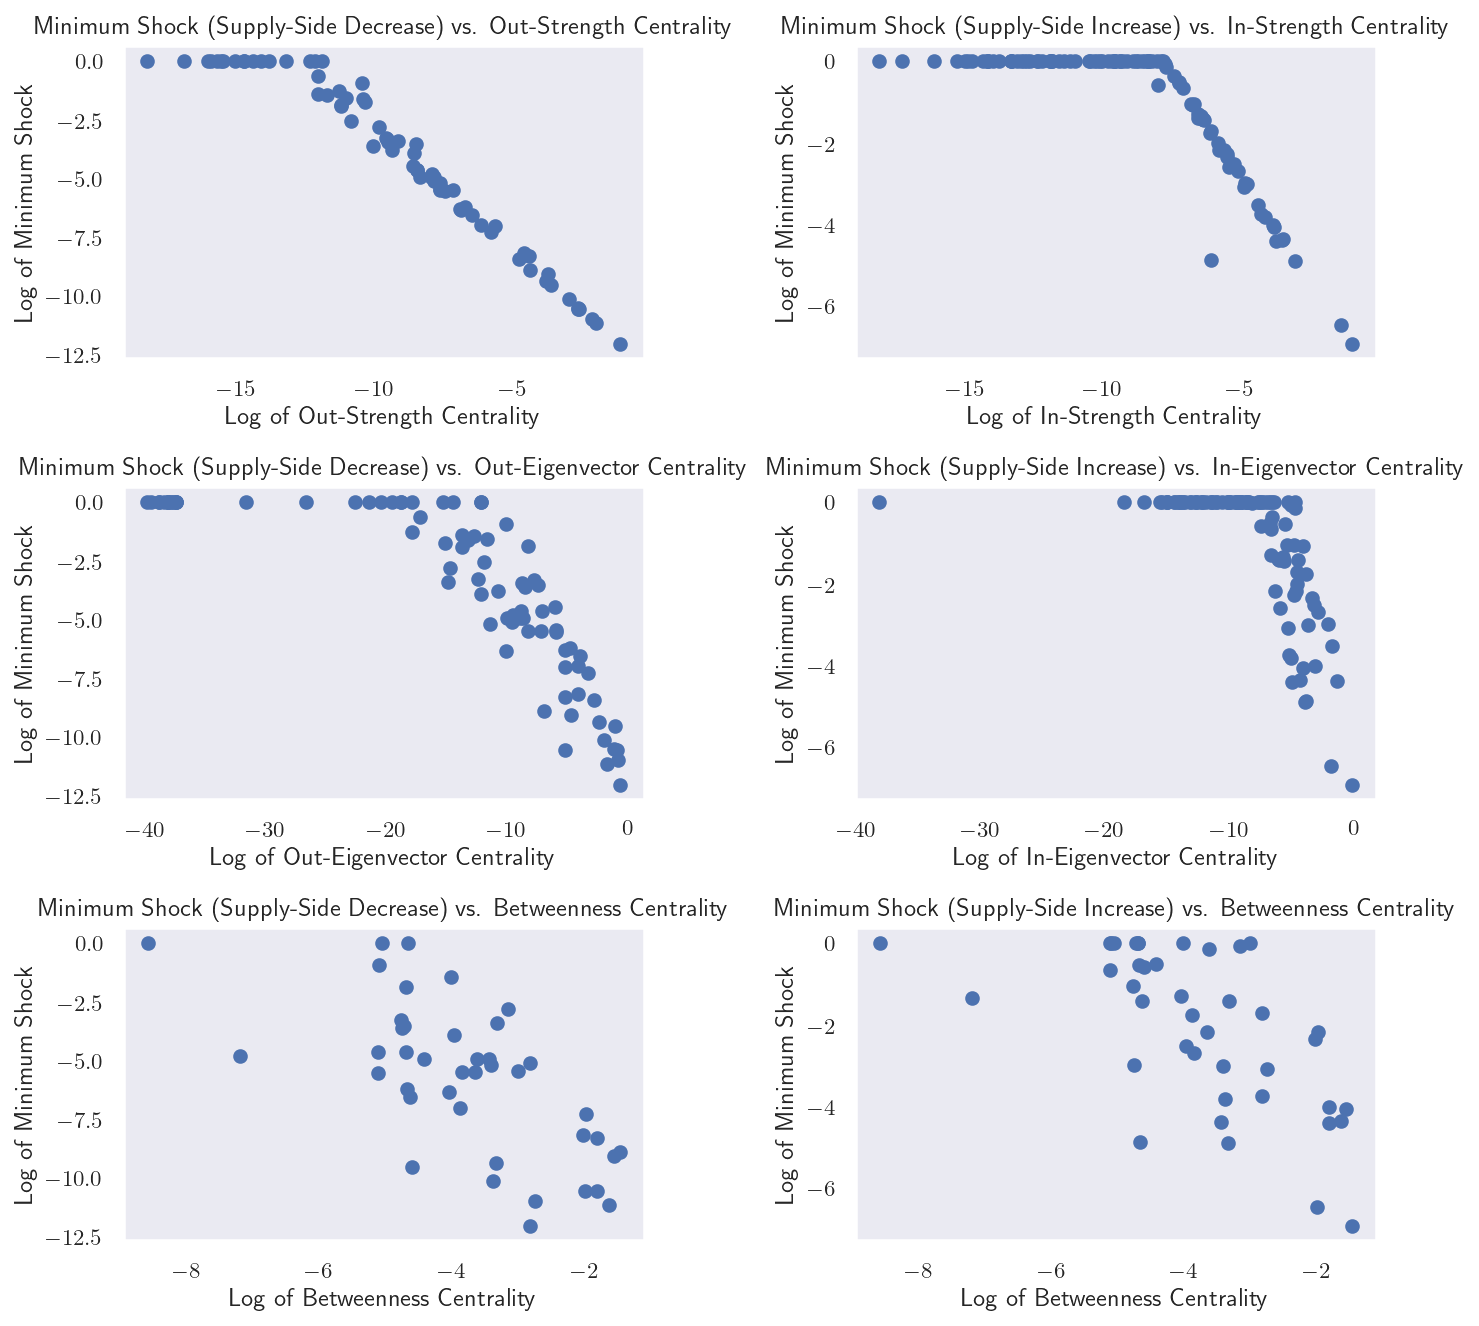 Minimum Shock (Supply-Side Decrease) vs. Out-Strength Centrality
Log of Minimum Shock
0.0
−2.5
−5.0
−7.5
−10.0
−12.5
−15 −10 −5
Log of Out-Strength Centrality
Minimum Shock (Supply-Side Increase) vs. In-Strength Centrality
Log of Minimum Shock
0
−2
−4
−6
−15 −10 −5
Log of In-Strength Centrality
Minimum Shock (Supply-Side Decrease) vs. Out-Eigenvector Centrality
Log of Minimum Shock
0.0
−2.5
−5.0
−7.5
−10.0
−12.5
−40 −30 −20 −10 0
Log of Out-Eigenvector Centrality
Minimum Shock (Supply-Side Increase) vs. In-Eigenvector Centrality
Log of Minimum Shock
0
−2
−4
−6
−40 −30 −20 −10 0
Log of In-Eigenvector Centrality
Minimum Shock (Supply-Side Decrease) vs. Betweenness Centrality
Log of Minimum Shock
0.0
−2.5
−5.0
−7.5
−10.0
−12.5
−8 −6 −4 −2
Log of Betweenness Centrality
Minimum Shock (Supply-Side Increase) vs. Betweenness Centrality
Log of Minimum Shock
0
−2
−4
−6
−8 −6 −4 −2
Log of Betweenness Centrality